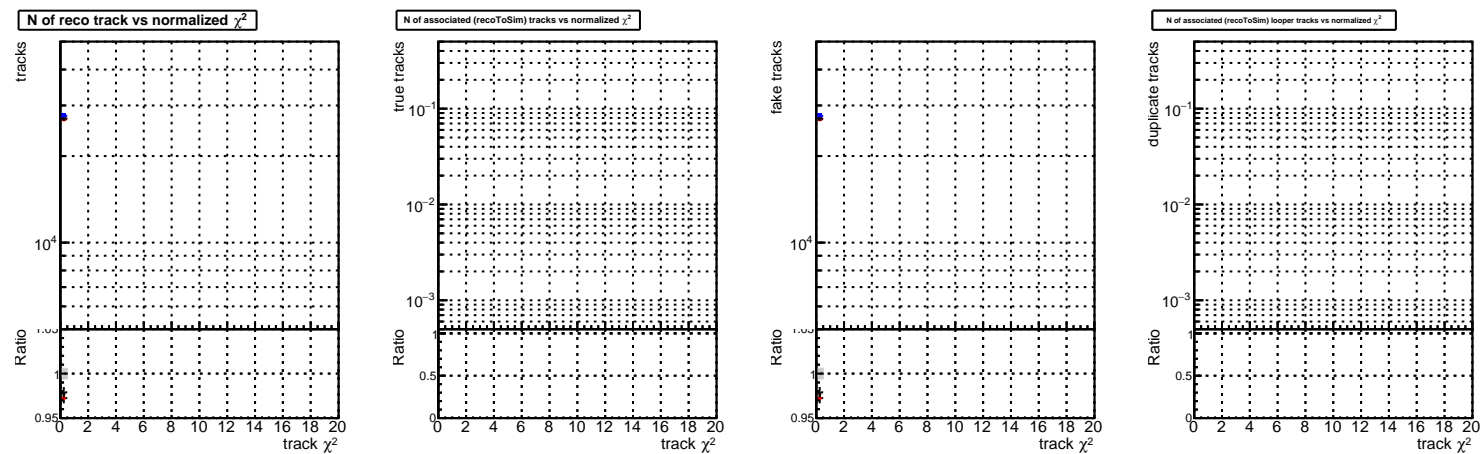 N of reco track vs normalized χ²
tracks
10⁴
Ratio
1
0.95
0 2 4 6 8 10 12 14 16 18 20
track χ²
N of associated (recoToSim) tracks vs normalized χ²
true tracks
10⁻¹
10⁻²
10⁻³
Ratio
1
0.5
0
0 2 4 6 8 10 12 14 16 18 20
track χ²
fake tracks
10⁴
Ratio
1
0.95
0 2 4 6 8 10 12 14 16 18 20
track χ²
N of associated (recoToSim) looper tracks vs normalized χ²
duplicate tracks
10⁻¹
10⁻²
10⁻³
Ratio
1
0.5
0
0 2 4 6 8 10 12 14 16 18 20
track χ²